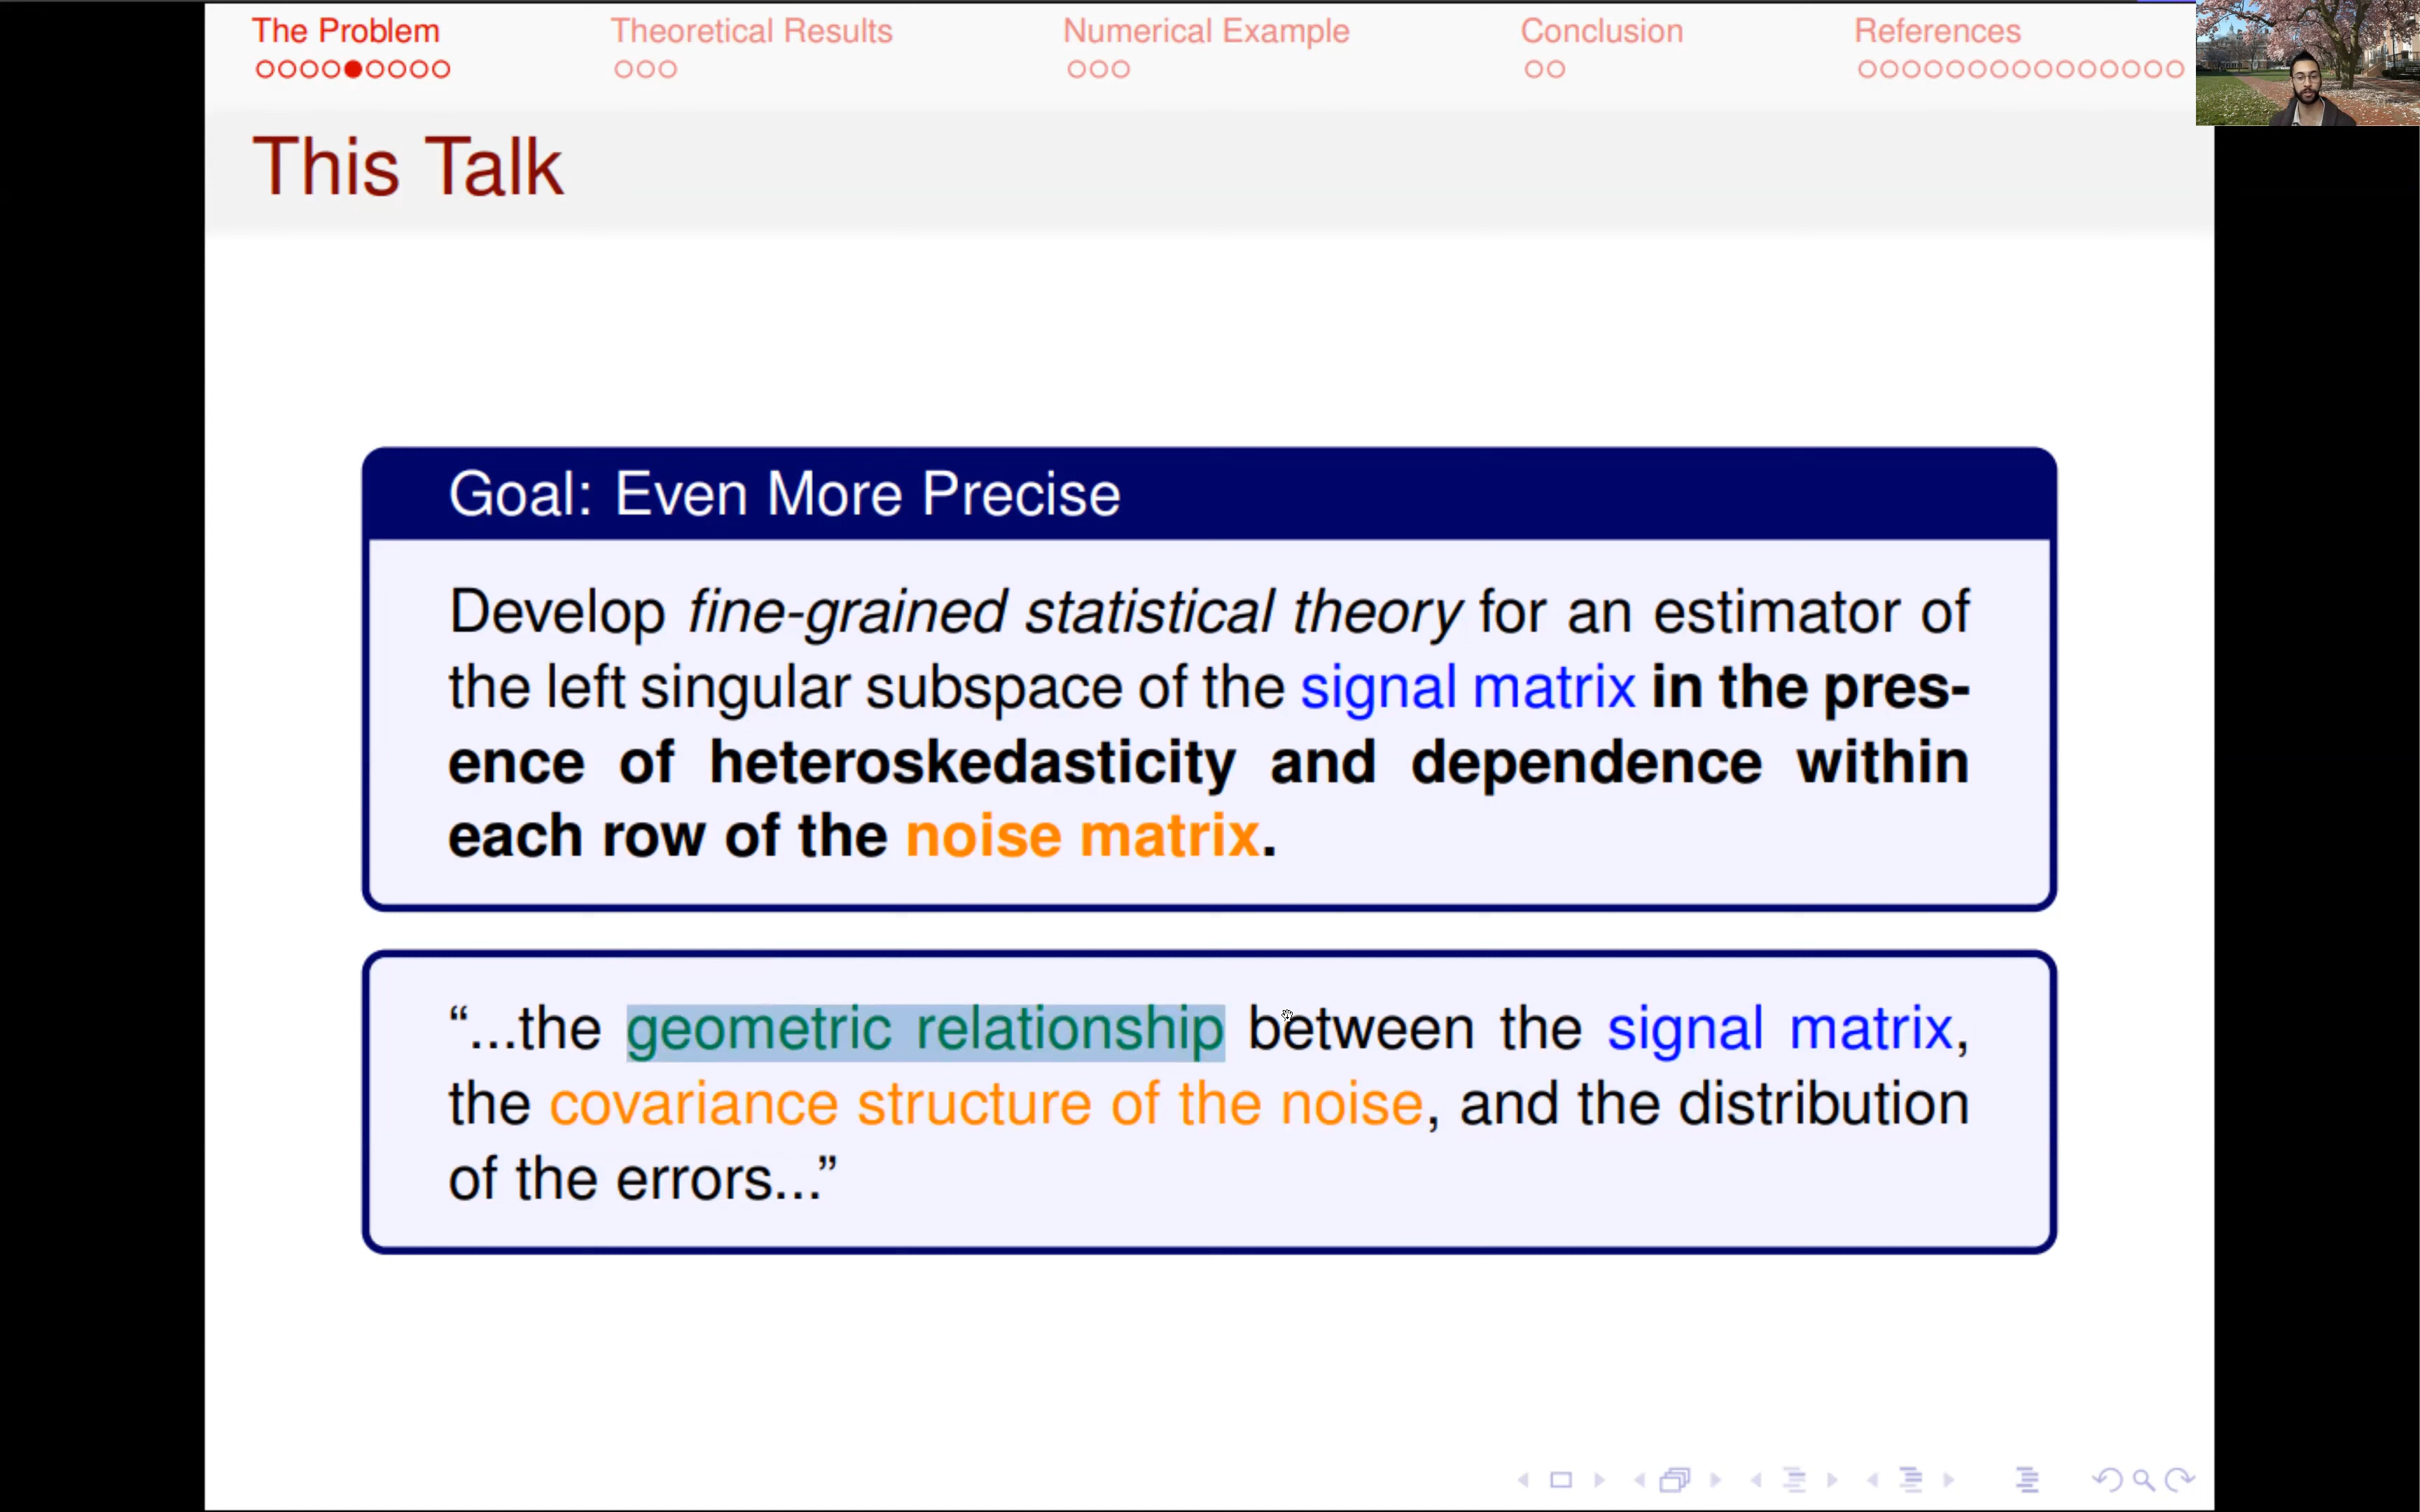 The Problem Theoretical Results Numerical Example Conclusion References
This Talk
Goal: Even More Precise
Develop fine-grained statistical theory for an estimator of
the left singular subspace of the signal matrix in the pres-
ence of heteroskedasticity and dependence within
each row of the noise matrix.
“...the geometric relationship between the signal matrix,
the covariance structure of the noise, and the distribution
of the errors...”